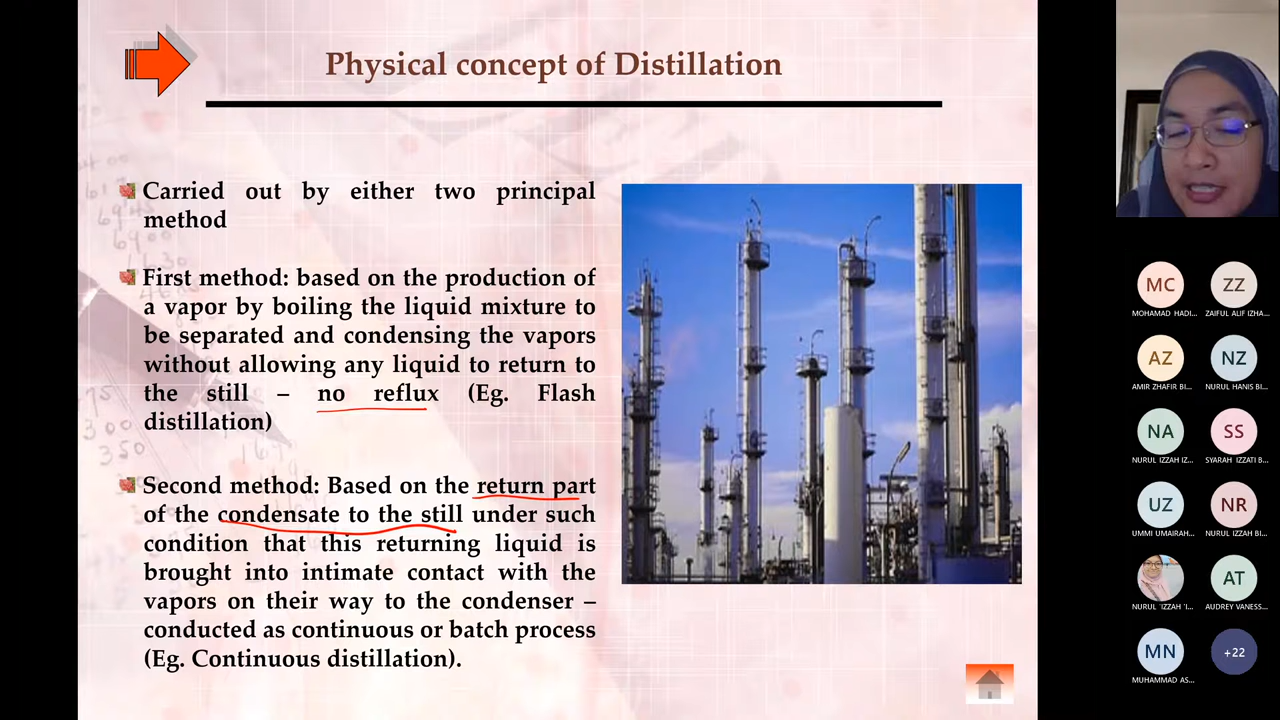 Physical concept of Distillation
Carried out by either two principal
method
First method: based on the production of
a vapor by boiling the liquid mixture to
be separated and condensing the vapors
without allowing any liquid to return to
the still – no reflux (Eg. Flash
distillation)
Second method: Based on the return part
of the condensate to the still under such
condition that this returning liquid is
brought into intimate contact with the
vapors on their way to the condenser –
conducted as continuous or batch process
(Eg. Continuous distillation).
MC
ZZ
MOHAMAD HADI...
ZAIFUL ALIF IZHA...
AZ
NZ
AMIR ZHAFIR BI...
NURUL HANIS BI...
NA
SS
NURUL IZZAH IZ...
SYARAH IZZATI B...
UZ
NR
UMMI UMAIRAH...
NURUL IZZAH BI...
AT
NURUL 'IZZAH 'I...
AUDREY VANESS...
MN
+22
MUHAMMAD AS...